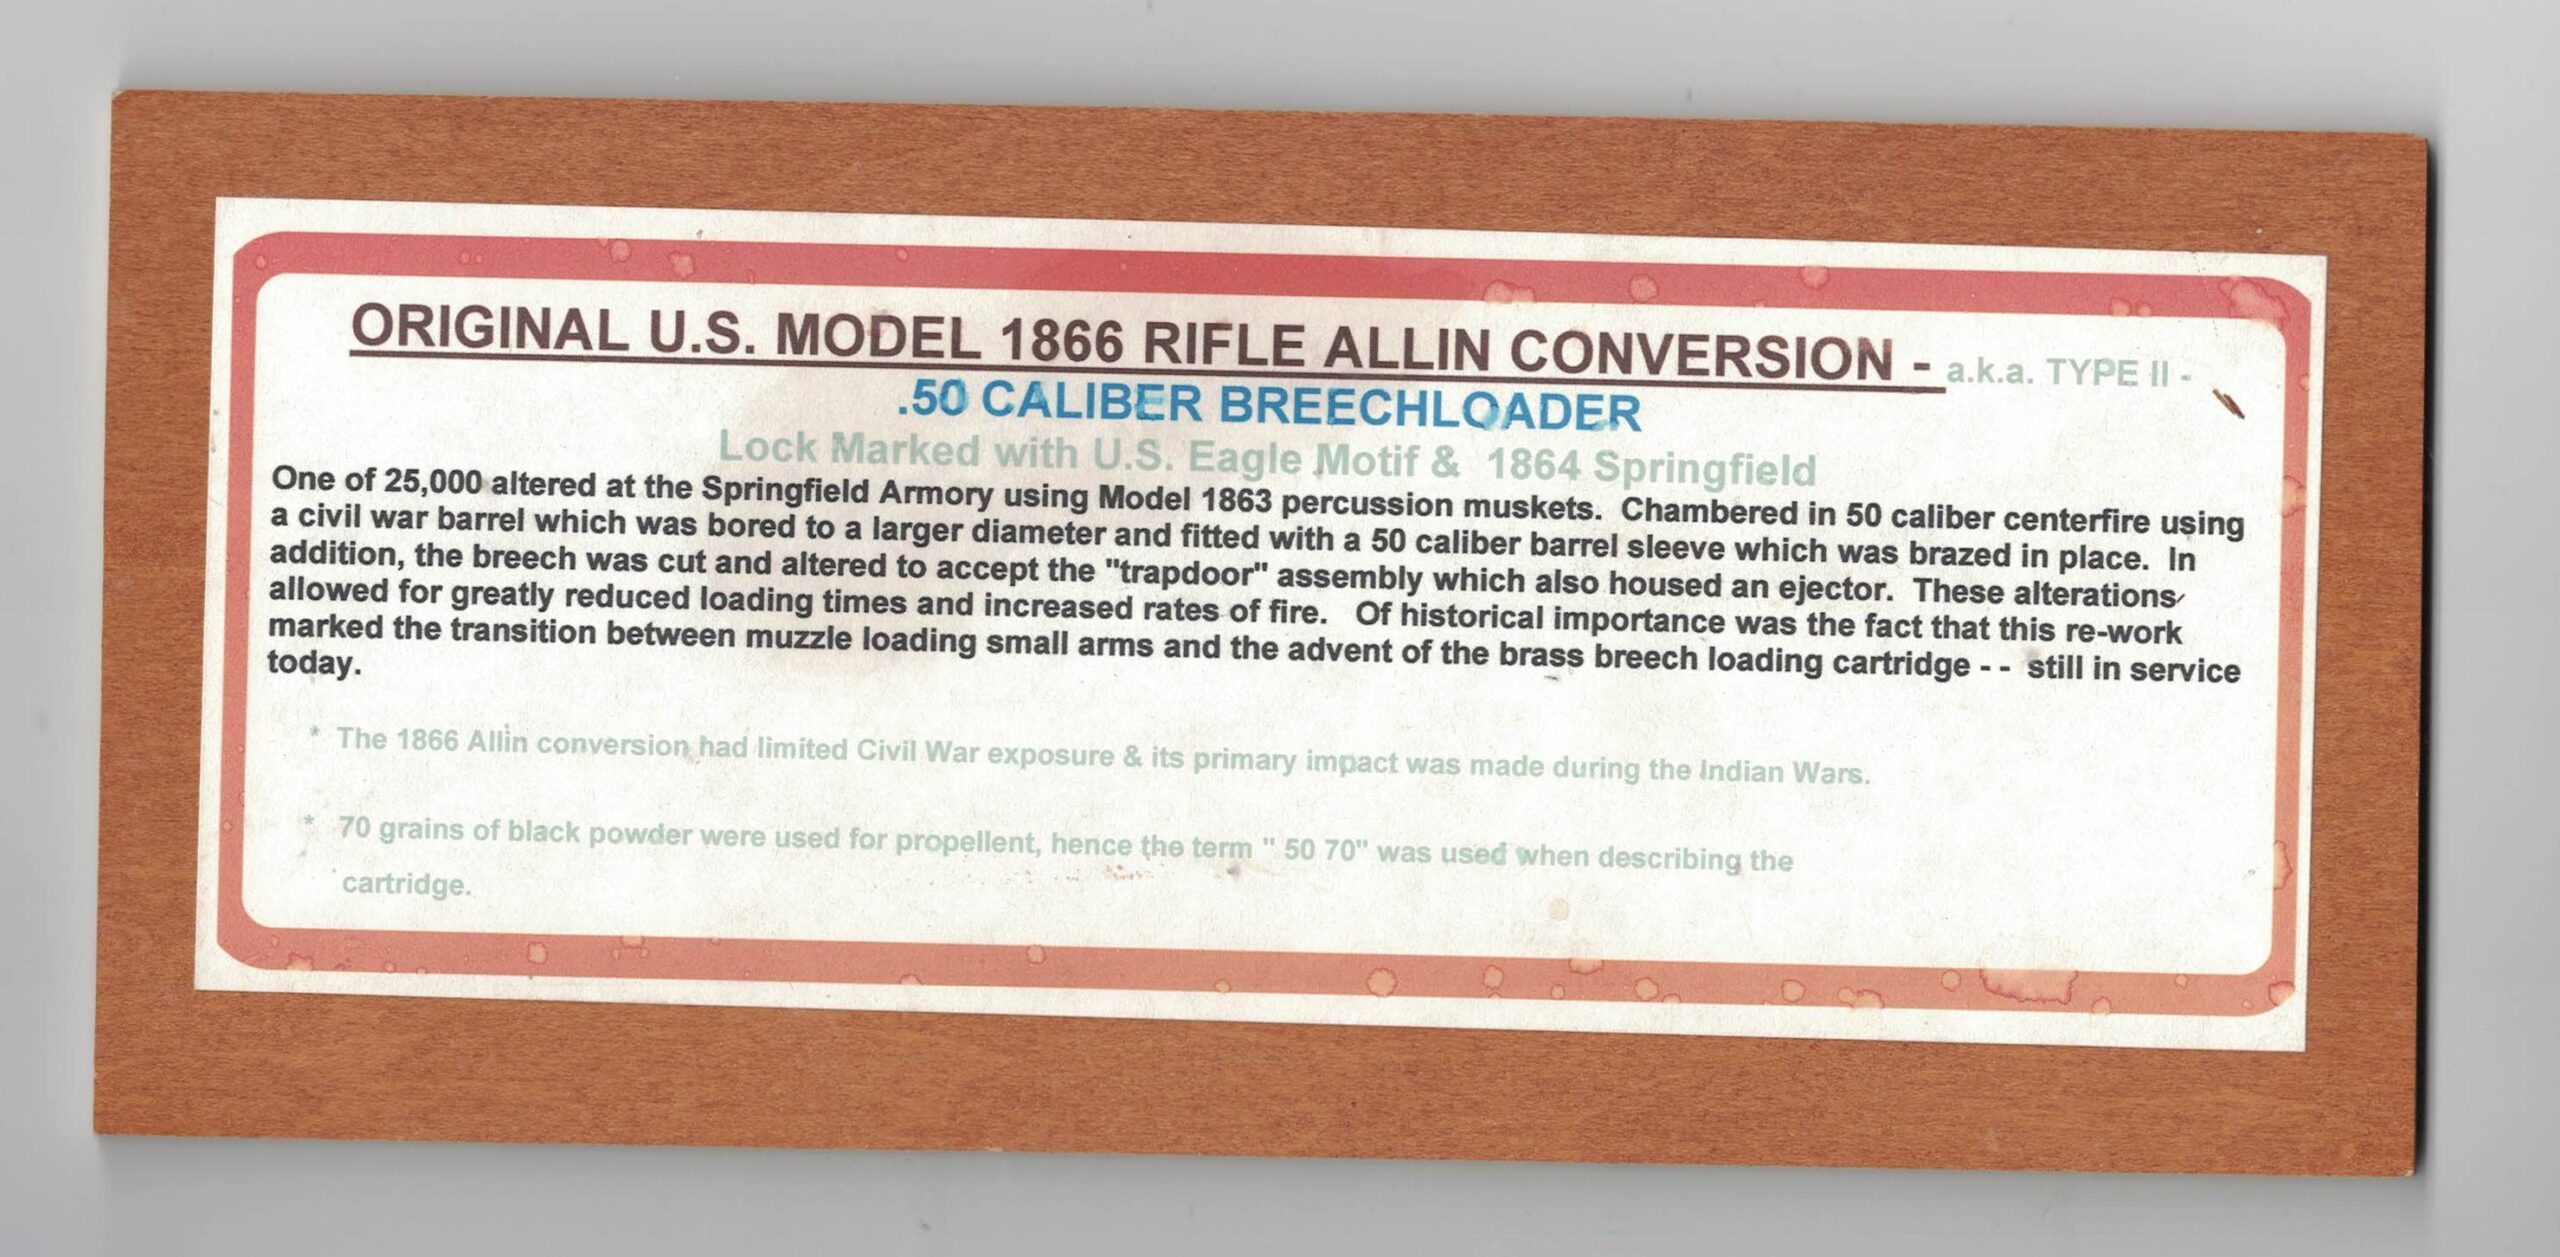 ORIGINAL U.S. MODEL 1866 RIFLE ALLIN CONVERSION - a.k.a. TYPE II -
.50 CALIBER BREECHLOADER
Lock Marked with U.S. Eagle Motif & 1864 Springfield
One of 25,000 altered at the Springfield Armory using Model 1863 percussion muskets. Chambered in 50 caliber centerfire using
a civil war barrel which was bored to a larger diameter and fitted with a 50 caliber barrel sleeve which was brazed in place. In
addition, the breech was cut and altered to accept the "trapdoor" assembly which also housed an ejector. These alterations
allowed for greatly reduced loading times and increased rates of fire. Of historical importance was the fact that this re-work
marked the transition between muzzle loading small arms and the advent of the brass breech loading cartridge - - still in service
today.
* The 1866 Allin conversion had limited Civil War exposure & its primary impact was made during the Indian Wars.
* 70 grains of black powder were used for propellent, hence the term " 50 70" was used when describing the
cartridge.